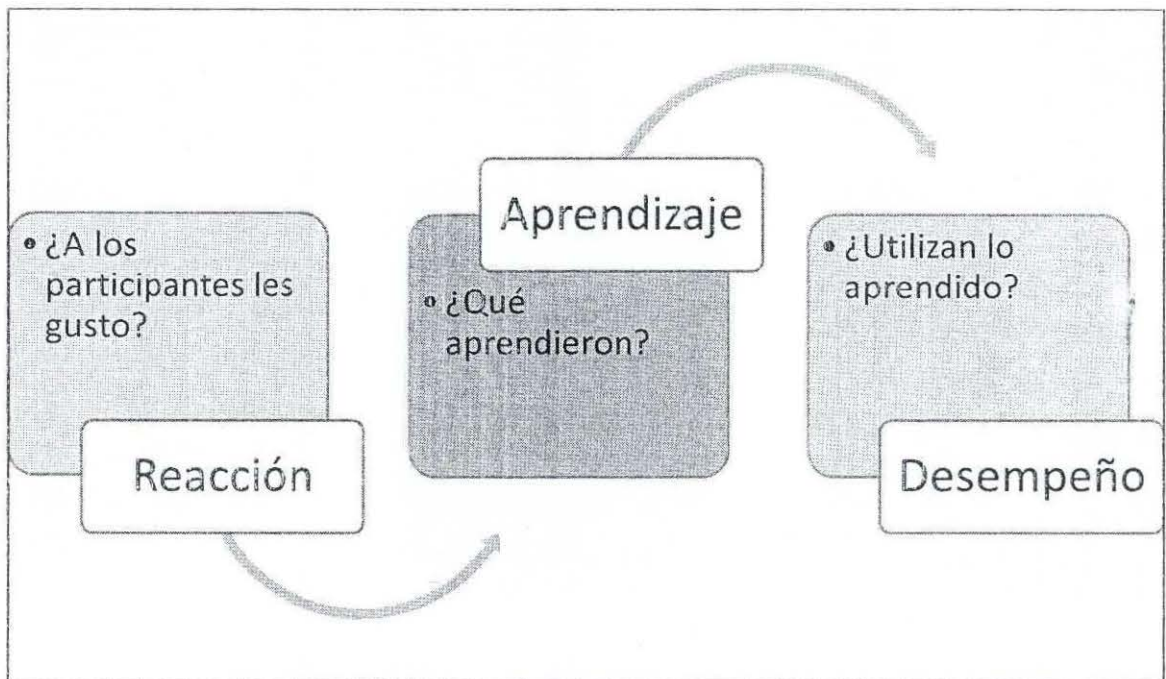 • ¿A los
participantes les
gusto?
Reacción
Aprendizaje
• ¿Qué
aprendieron?
• ¿Utilizan lo
aprendido?
Desempeño